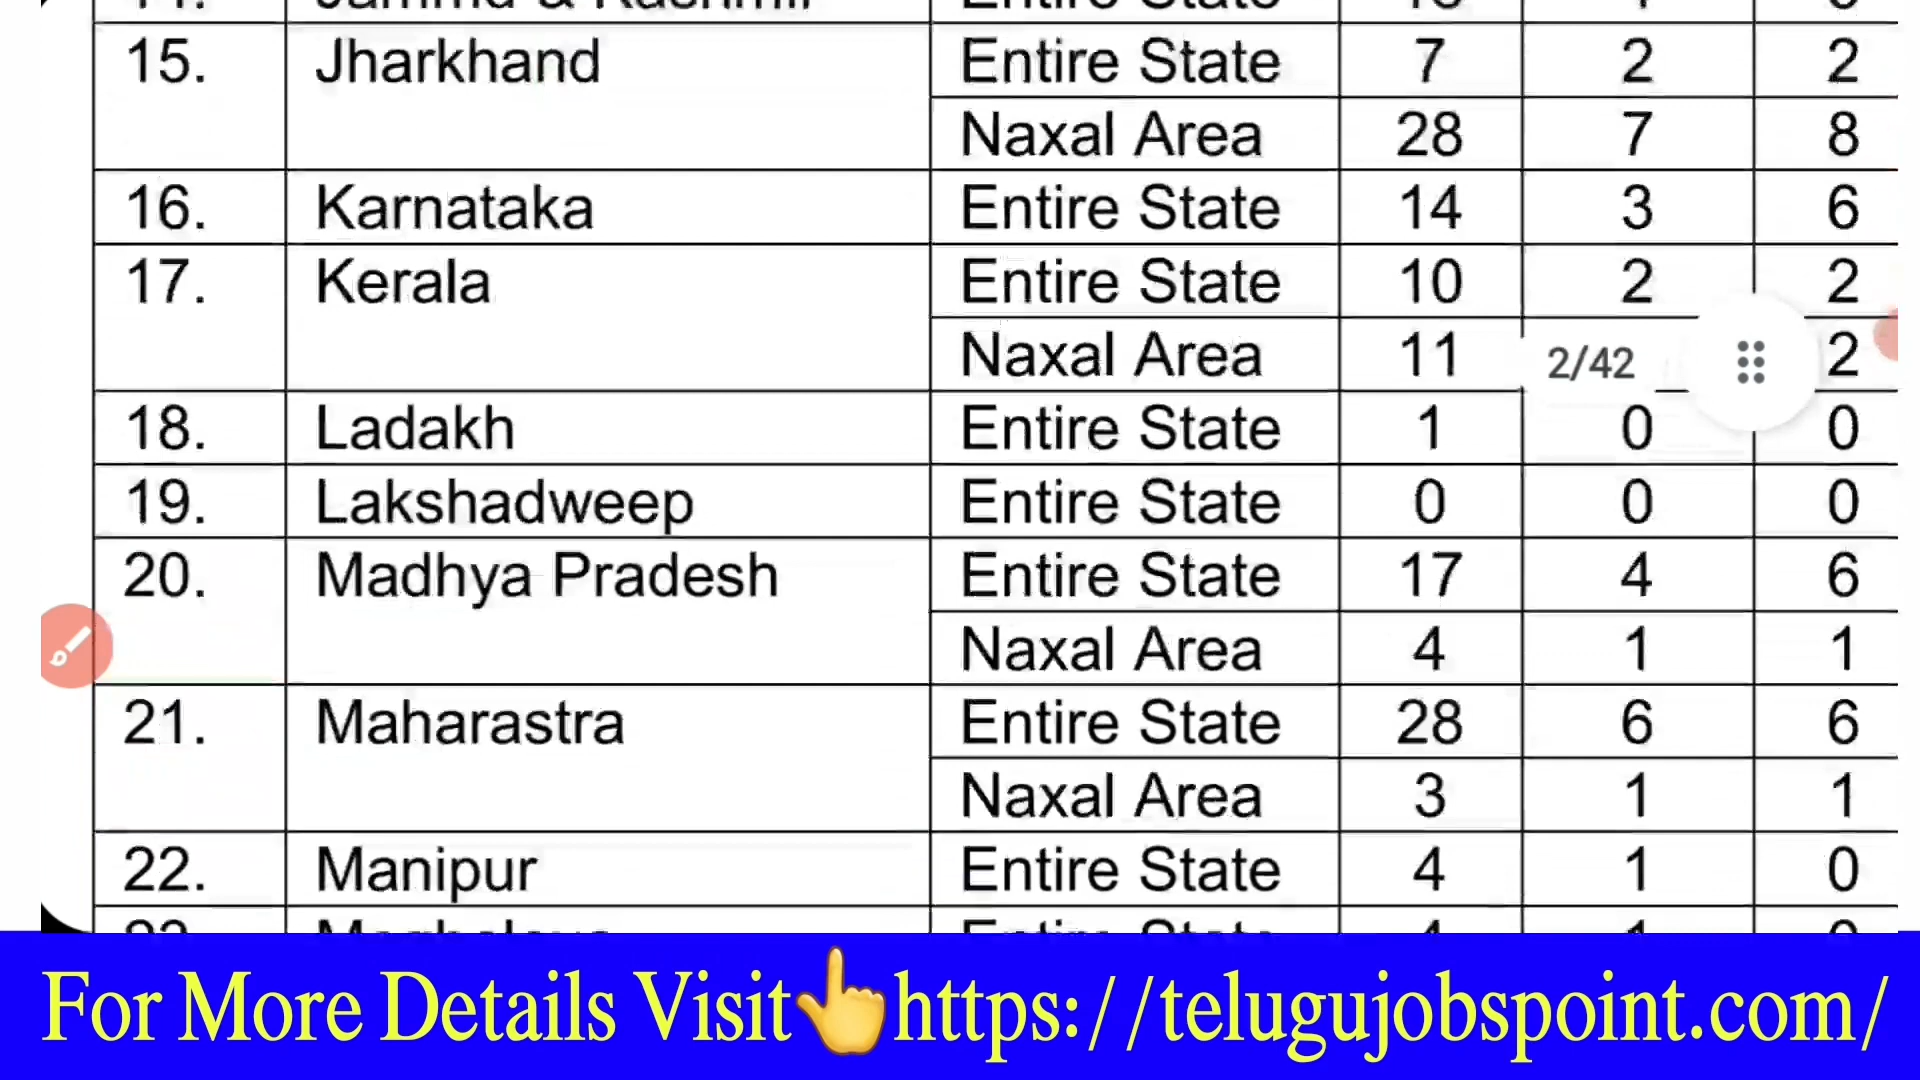 15. Jharkhand Entire State 7 2 2
Naxal Area 28 7 8
16. Karnataka Entire State 14 3 6
17. Kerala Entire State 10 2 2
Naxal Area 11 2
2/42
18. Ladakh Entire State 1 0 0
19. Lakshadweep Entire State 0 0 0
20. Madhya Pradesh Entire State 17 4 6
Naxal Area 4 1 1
21. Maharastra Entire State 28 6 6
Naxal Area 3 1 1
22. Manipur Entire State 4 1 0
For More Details Visit👆https://telugujobspoint.com/